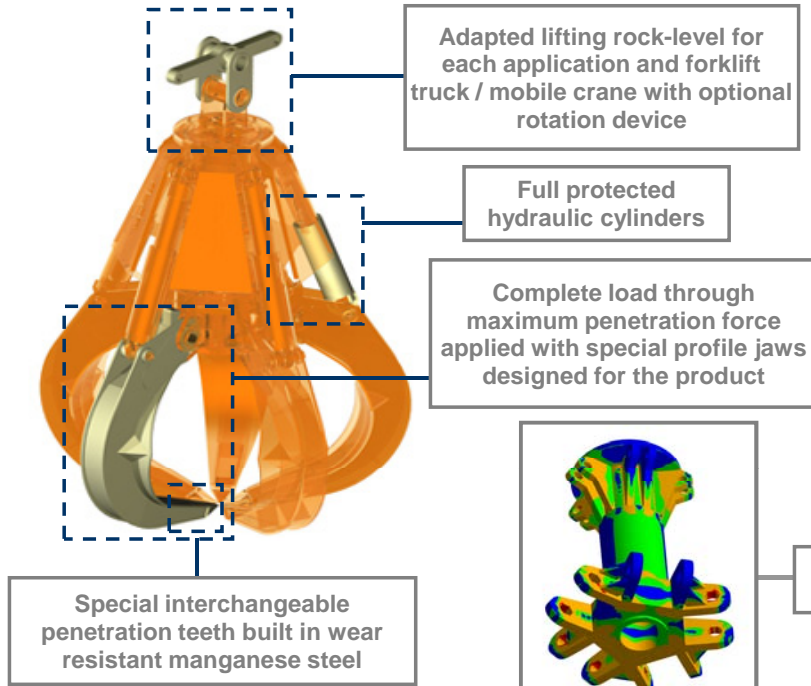 Adapted lifting rock-level for
each application and forklift
truck / mobile crane with optional
rotation device
Full protected
hydraulic cylinders
Complete load through
maximum penetration force
applied with special profile jaws
designed for the product
Special interchangeable
penetration teeth built in wear
resistant manganese steel